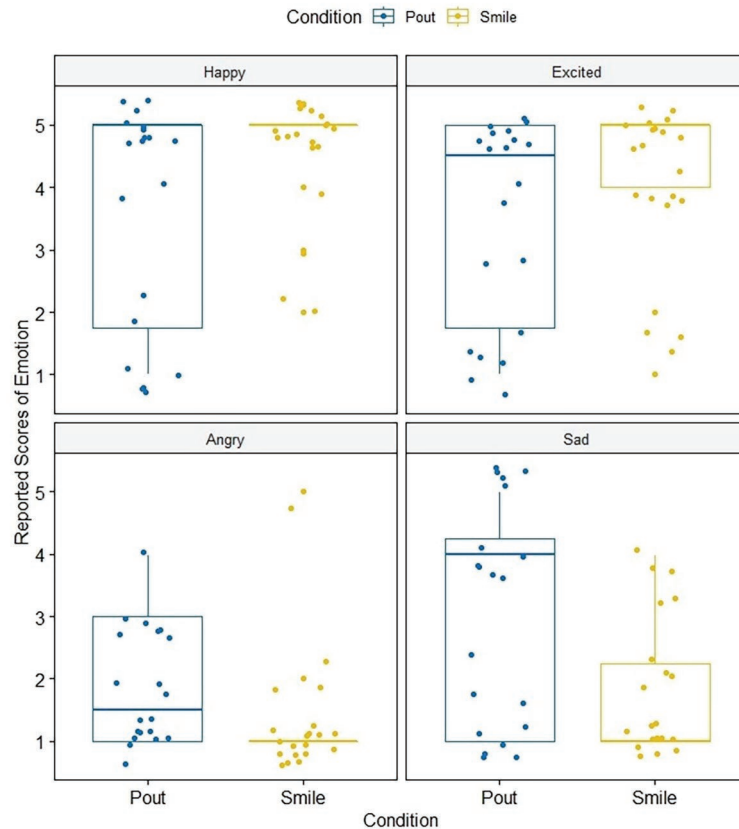 Condition Pout Smile
Happy Excited
5
4
3
2
1
Angry Sad
5
4
3
2
1
Reported Scores of Emotion
Pout Smile Pout Smile
Condition